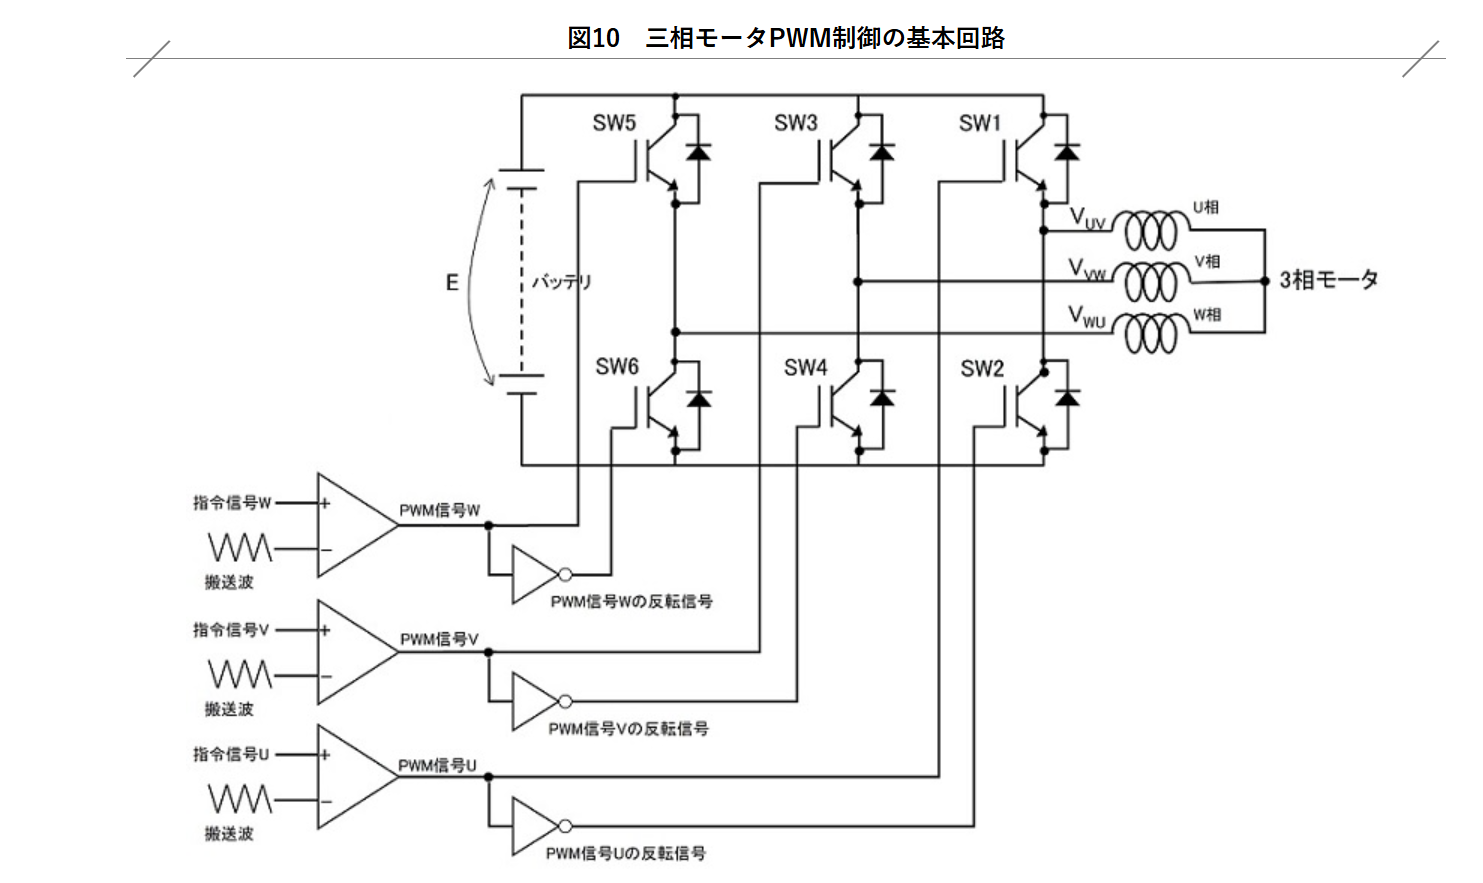 図10　三相モータPWM制御の基本回路
SW5
SW3
SW1
U相
V UV
V相
V VW
E
バッテリ
3相モータ
W相
V WU
SW6
SW4
SW2
指令信号W
+
PWM信号W
−
搬送波
PWM信号Wの反転信号
指令信号V
+
PWM信号V
−
搬送波
PWM信号Vの反転信号
指令信号U
+
PWM信号U
−
搬送波
PWM信号Uの反転信号